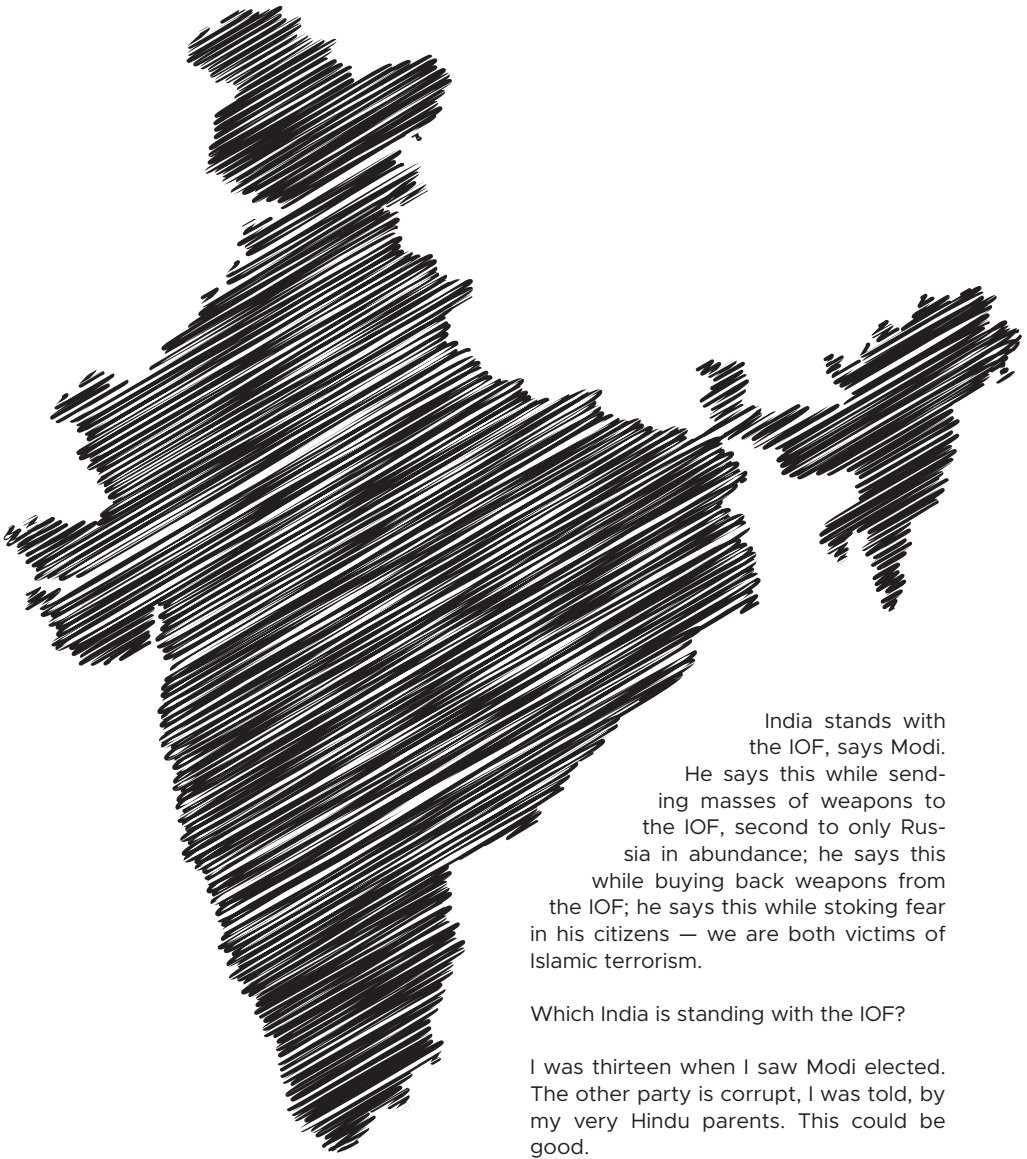 India stands with
the IOF, says Modi.
He says this while send-
ing masses of weapons to
the IOF, second to only Rus-
sia in abundance; he says this
while buying back weapons from
the IOF; he says this while stoking fear
in his citizens — we are both victims of
Islamic terrorism.
Which India is standing with the IOF?
I was thirteen when I saw Modi elected.
The other party is corrupt, I was told, by
my very Hindu parents. This could be
good.